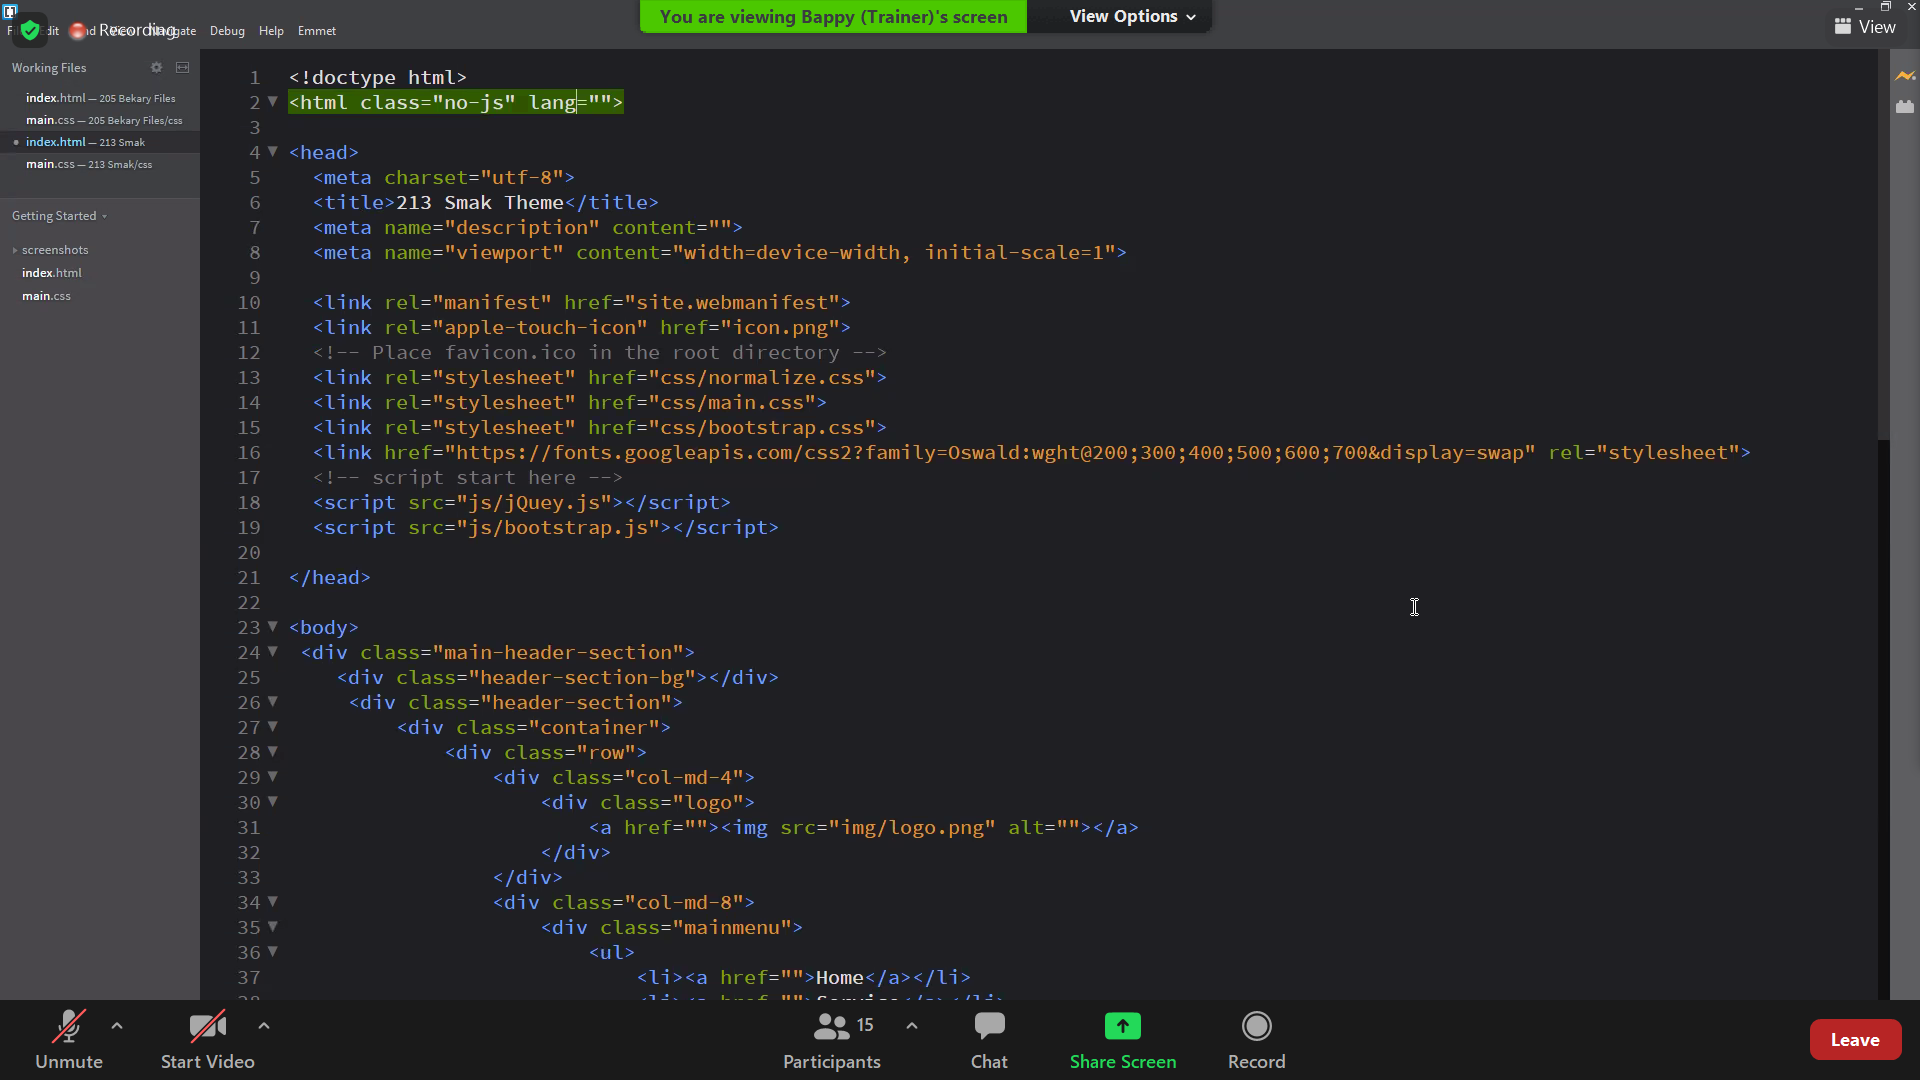 You are viewing Bappy (Trainer)'s screen
View Options
View
Recording
Debug
Help
Emmet
Working Files
index.html — 205 Bekary Files
main.css — 205 Bekary Files/css
index.html — 213 Smak
main.css — 213 Smak/css
Getting Started
screenshots
index.html
main.css
1 <!doctype html>
2 <html class="no-js" lang="">
3
4 <head>
5 <meta charset="utf-8">
6 <title>213 Smak Theme</title>
7 <meta name="description" content="">
8 <meta name="viewport" content="width=device-width, initial-scale=1">
9
10 <link rel="manifest" href="site.webmanifest">
11 <link rel="apple-touch-icon" href="icon.png">
12 <!-- Place favicon.ico in the root directory -->
13 <link rel="stylesheet" href="css/normalize.css">
14 <link rel="stylesheet" href="css/main.css">
15 <link rel="stylesheet" href="css/bootstrap.css">
16 <link href="https://fonts.googleapis.com/css2?family=Oswald:wght@200;300;400;500;600;700&display=swap" rel="stylesheet">
17 <!-- script start here -->
18 <script src="js/jQuey.js"></script>
19 <script src="js/bootstrap.js"></script>
20
21 </head>
22
23 <body>
24 <div class="main-header-section">
25 <div class="header-section-bg"></div>
26 <div class="header-section">
27 <div class="container">
28 <div class="row">
29 <div class="col-md-4">
30 <div class="logo">
31 <a href=""><img src="img/logo.png" alt=""></a>
32 </div>
33 </div>
34 <div class="col-md-8">
35 <div class="mainmenu">
36 <ul>
37 <li><a href="">Home</a></li>
Unmute
Start Video
15
Participants
Chat
Share Screen
Record
Leave